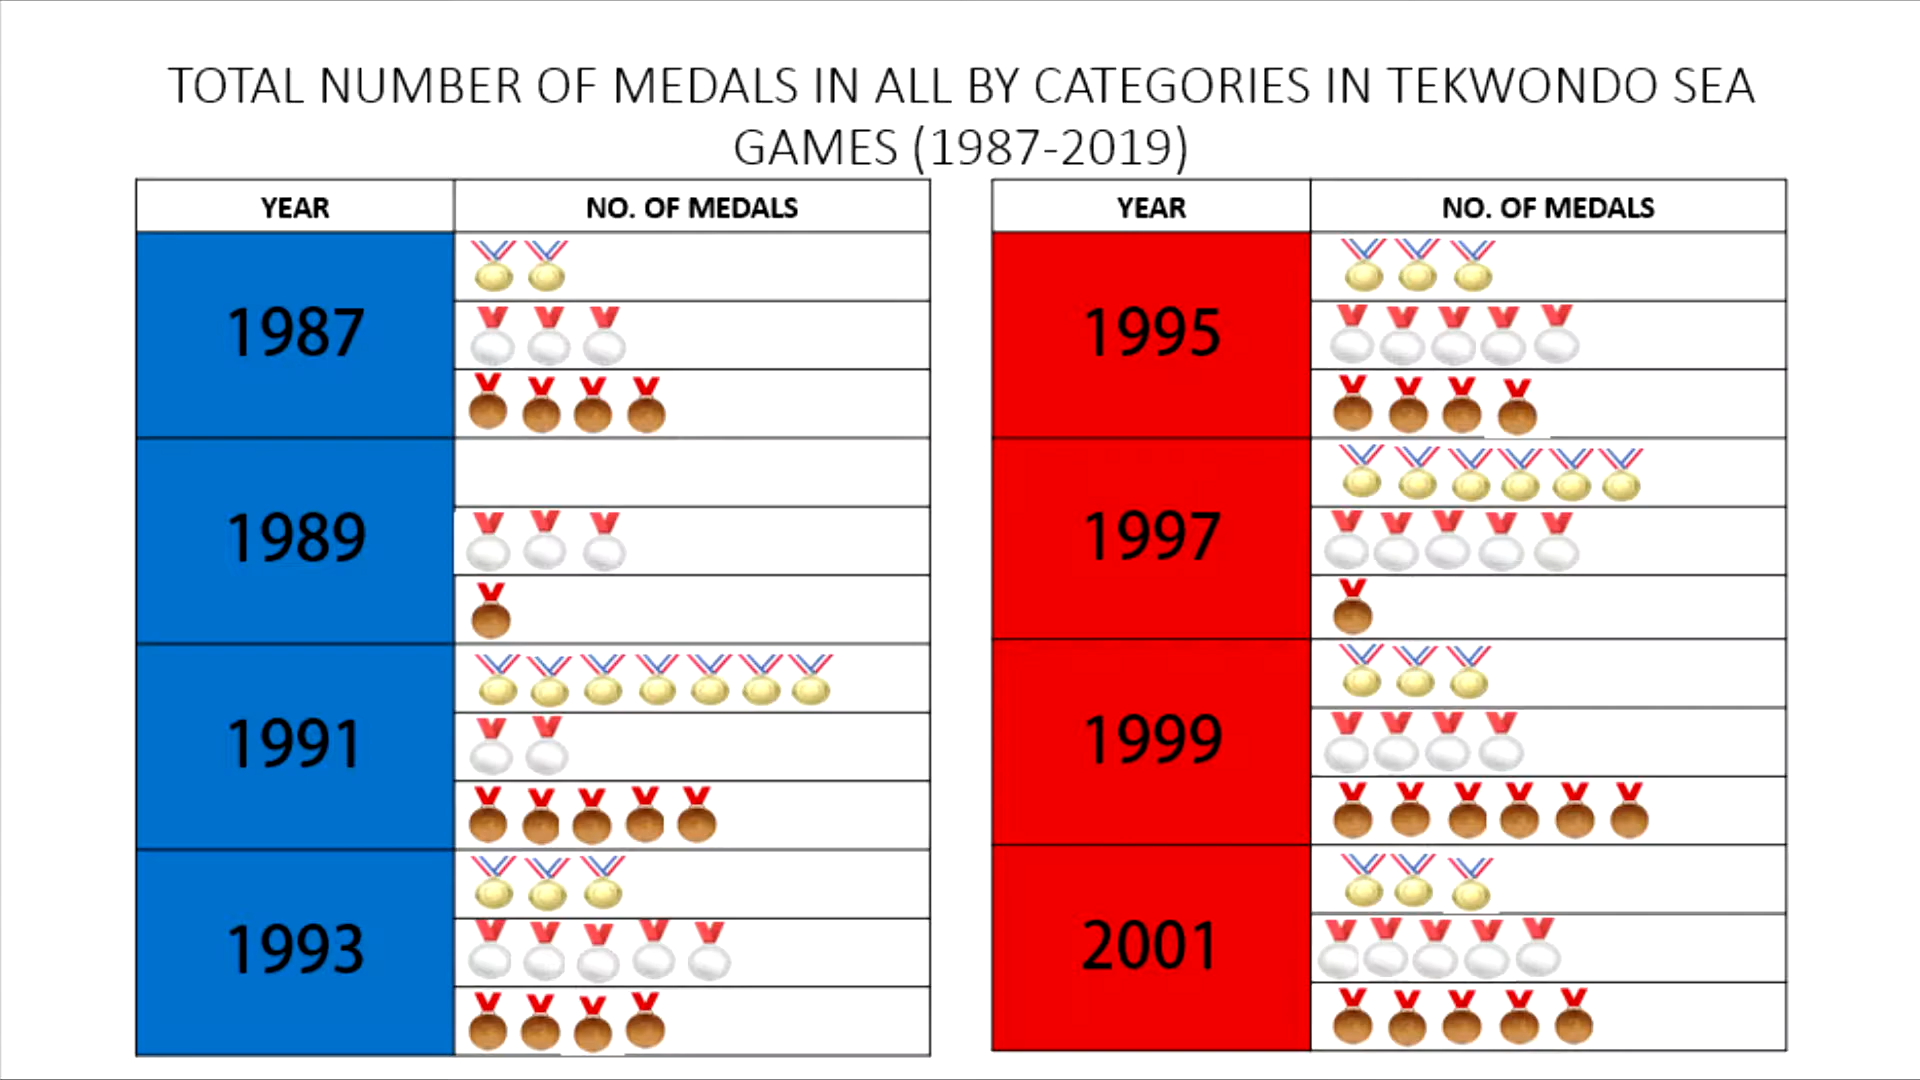 TOTAL NUMBER OF MEDALS IN ALL BY CATEGORIES IN TEKWONDO SEA
GAMES (1987-2019)
YEAR
NO. OF MEDALS
1987
1989
1991
1993
YEAR
NO. OF MEDALS
1995
1997
1999
2001